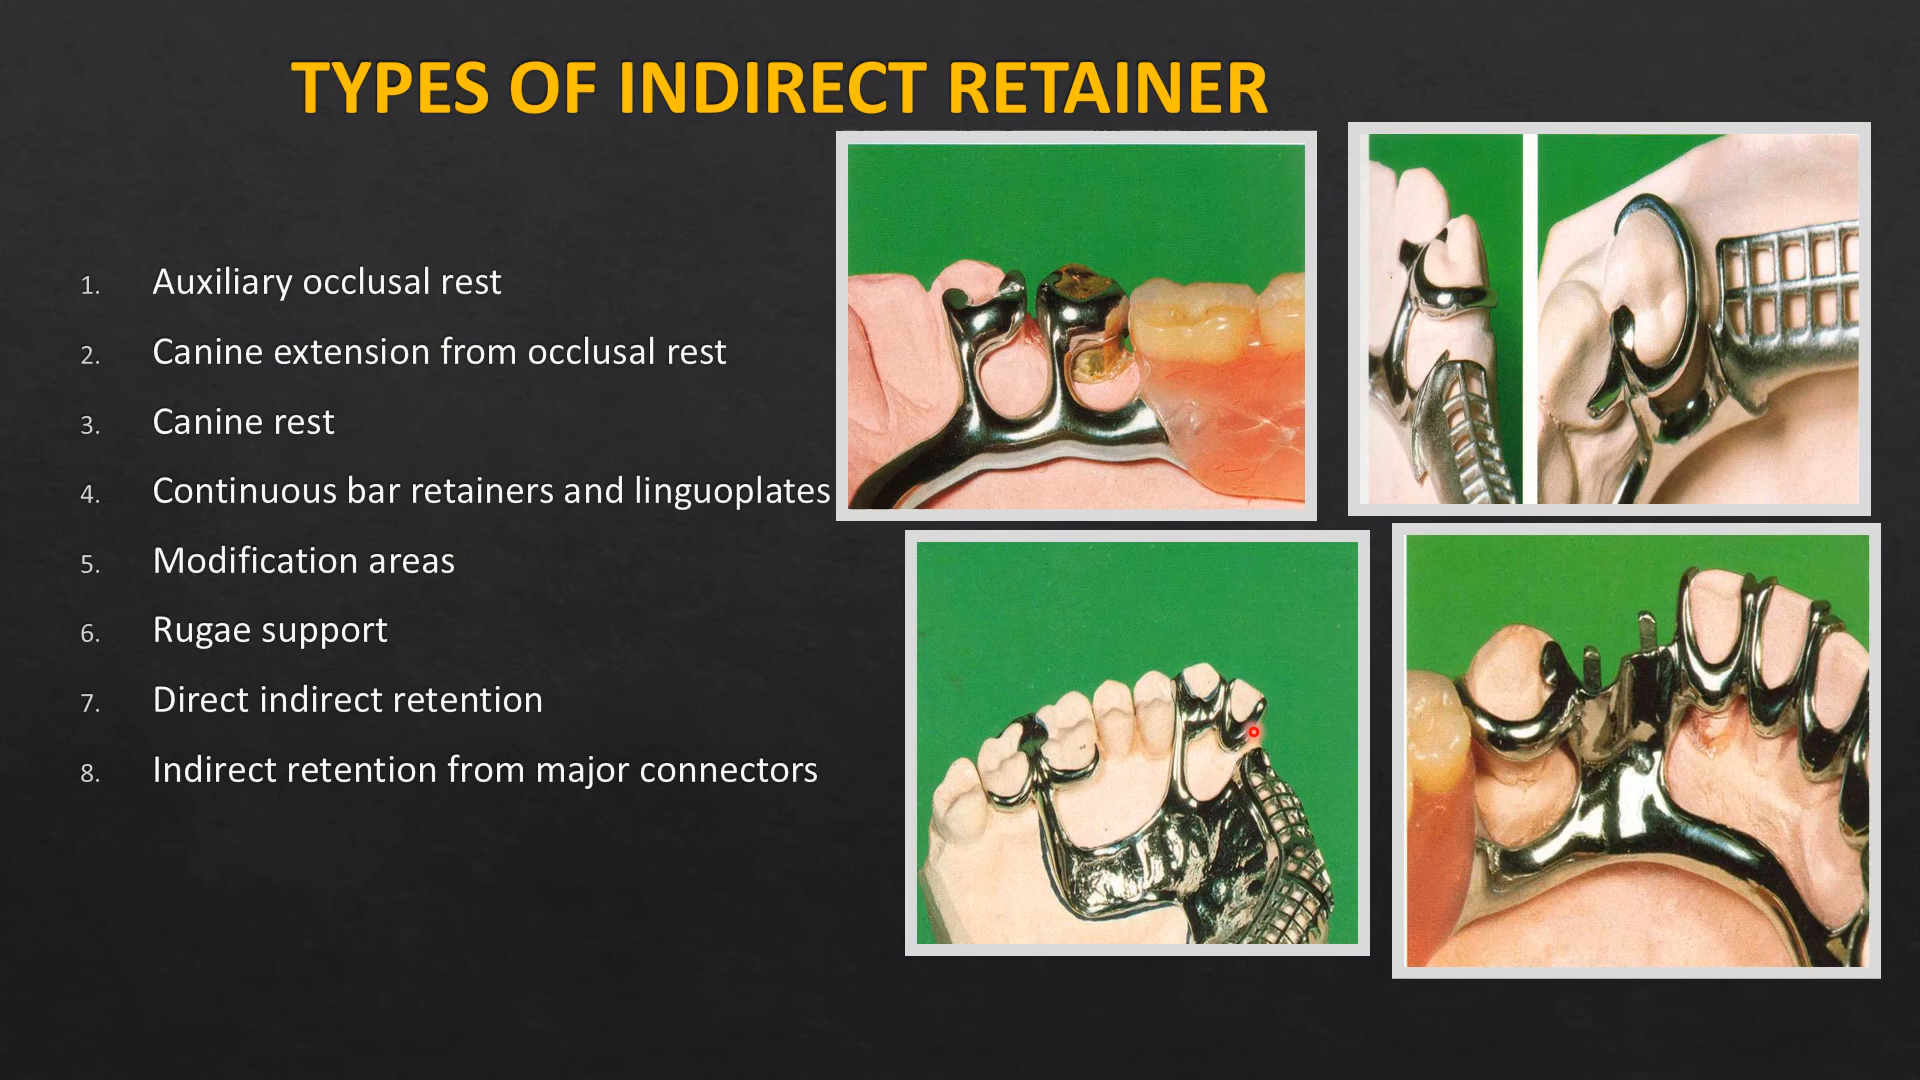 TYPES OF INDIRECT RETAINER
1. Auxiliary occlusal rest
2. Canine extension from occlusal rest
3. Canine rest
4. Continuous bar retainers and linguoplates
5. Modification areas
6. Rugae support
7. Direct indirect retention
8. Indirect retention from major connectors